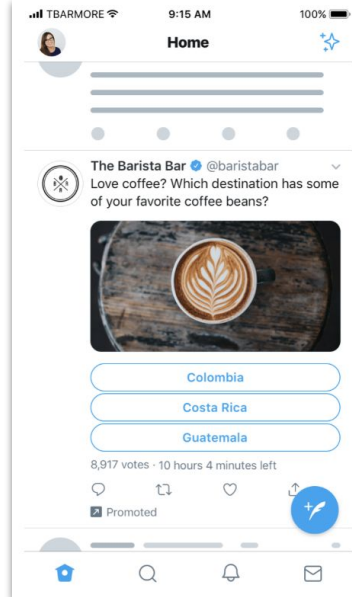 TBARMORE 9:15 AM 100%
Home
The Barista Bar @baristabar
Love coffee? Which destination has some
of your favorite coffee beans?
Colombia
Costa Rica
Guatemala
8,917 votes · 10 hours 4 minutes left
Promoted